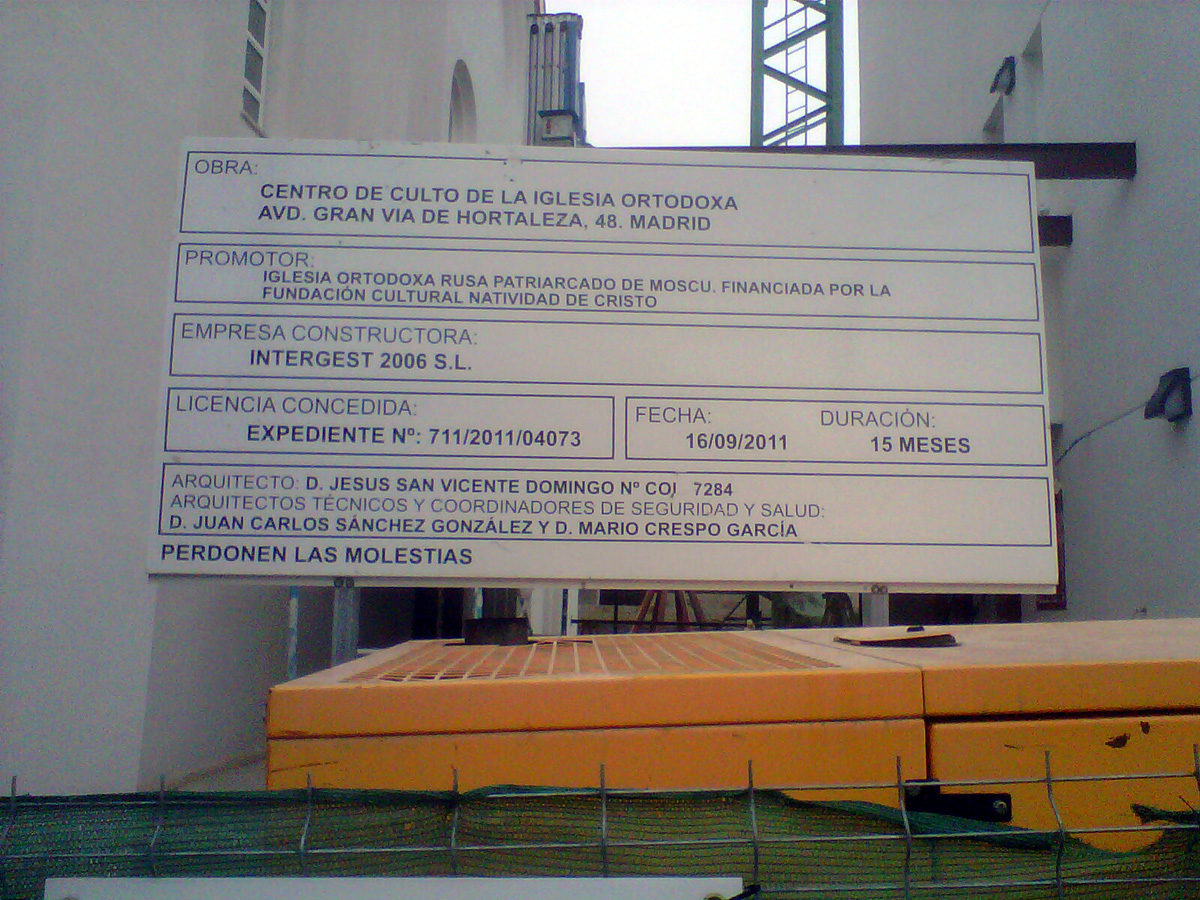 OBRA:
CENTRO DE CULTO DE LA IGLESIA ORTODOXA
AVD. GRAN VIA DE HORTALEZA, 48. MADRID
PROMOTOR:
IGLESIA ORTODOXA RUSA PATRIARCADO DE MOSCU. FINANCIADA POR LA
FUNDACIÓN CULTURAL NATIVIDAD DE CRISTO
EMPRESA CONSTRUCTORA:
INTERGEST 2006 S.L.
LICENCIA CONCEDIDA:
EXPEDIENTE Nº: 711/2011/04073
FECHA: DURACIÓN:
16/09/2011 15 MESES
ARQUITECTO: D. JESUS SAN VICENTE DOMINGO Nº COJ 7284
ARQUITECTOS TÉCNICOS Y COORDINADORES DE SEGURIDAD Y SALUD:
D. JUAN CARLOS SÁNCHEZ GONZÁLEZ Y D. MARIO CRESPO GARCÍA
PERDONEN LAS MOLESTIAS